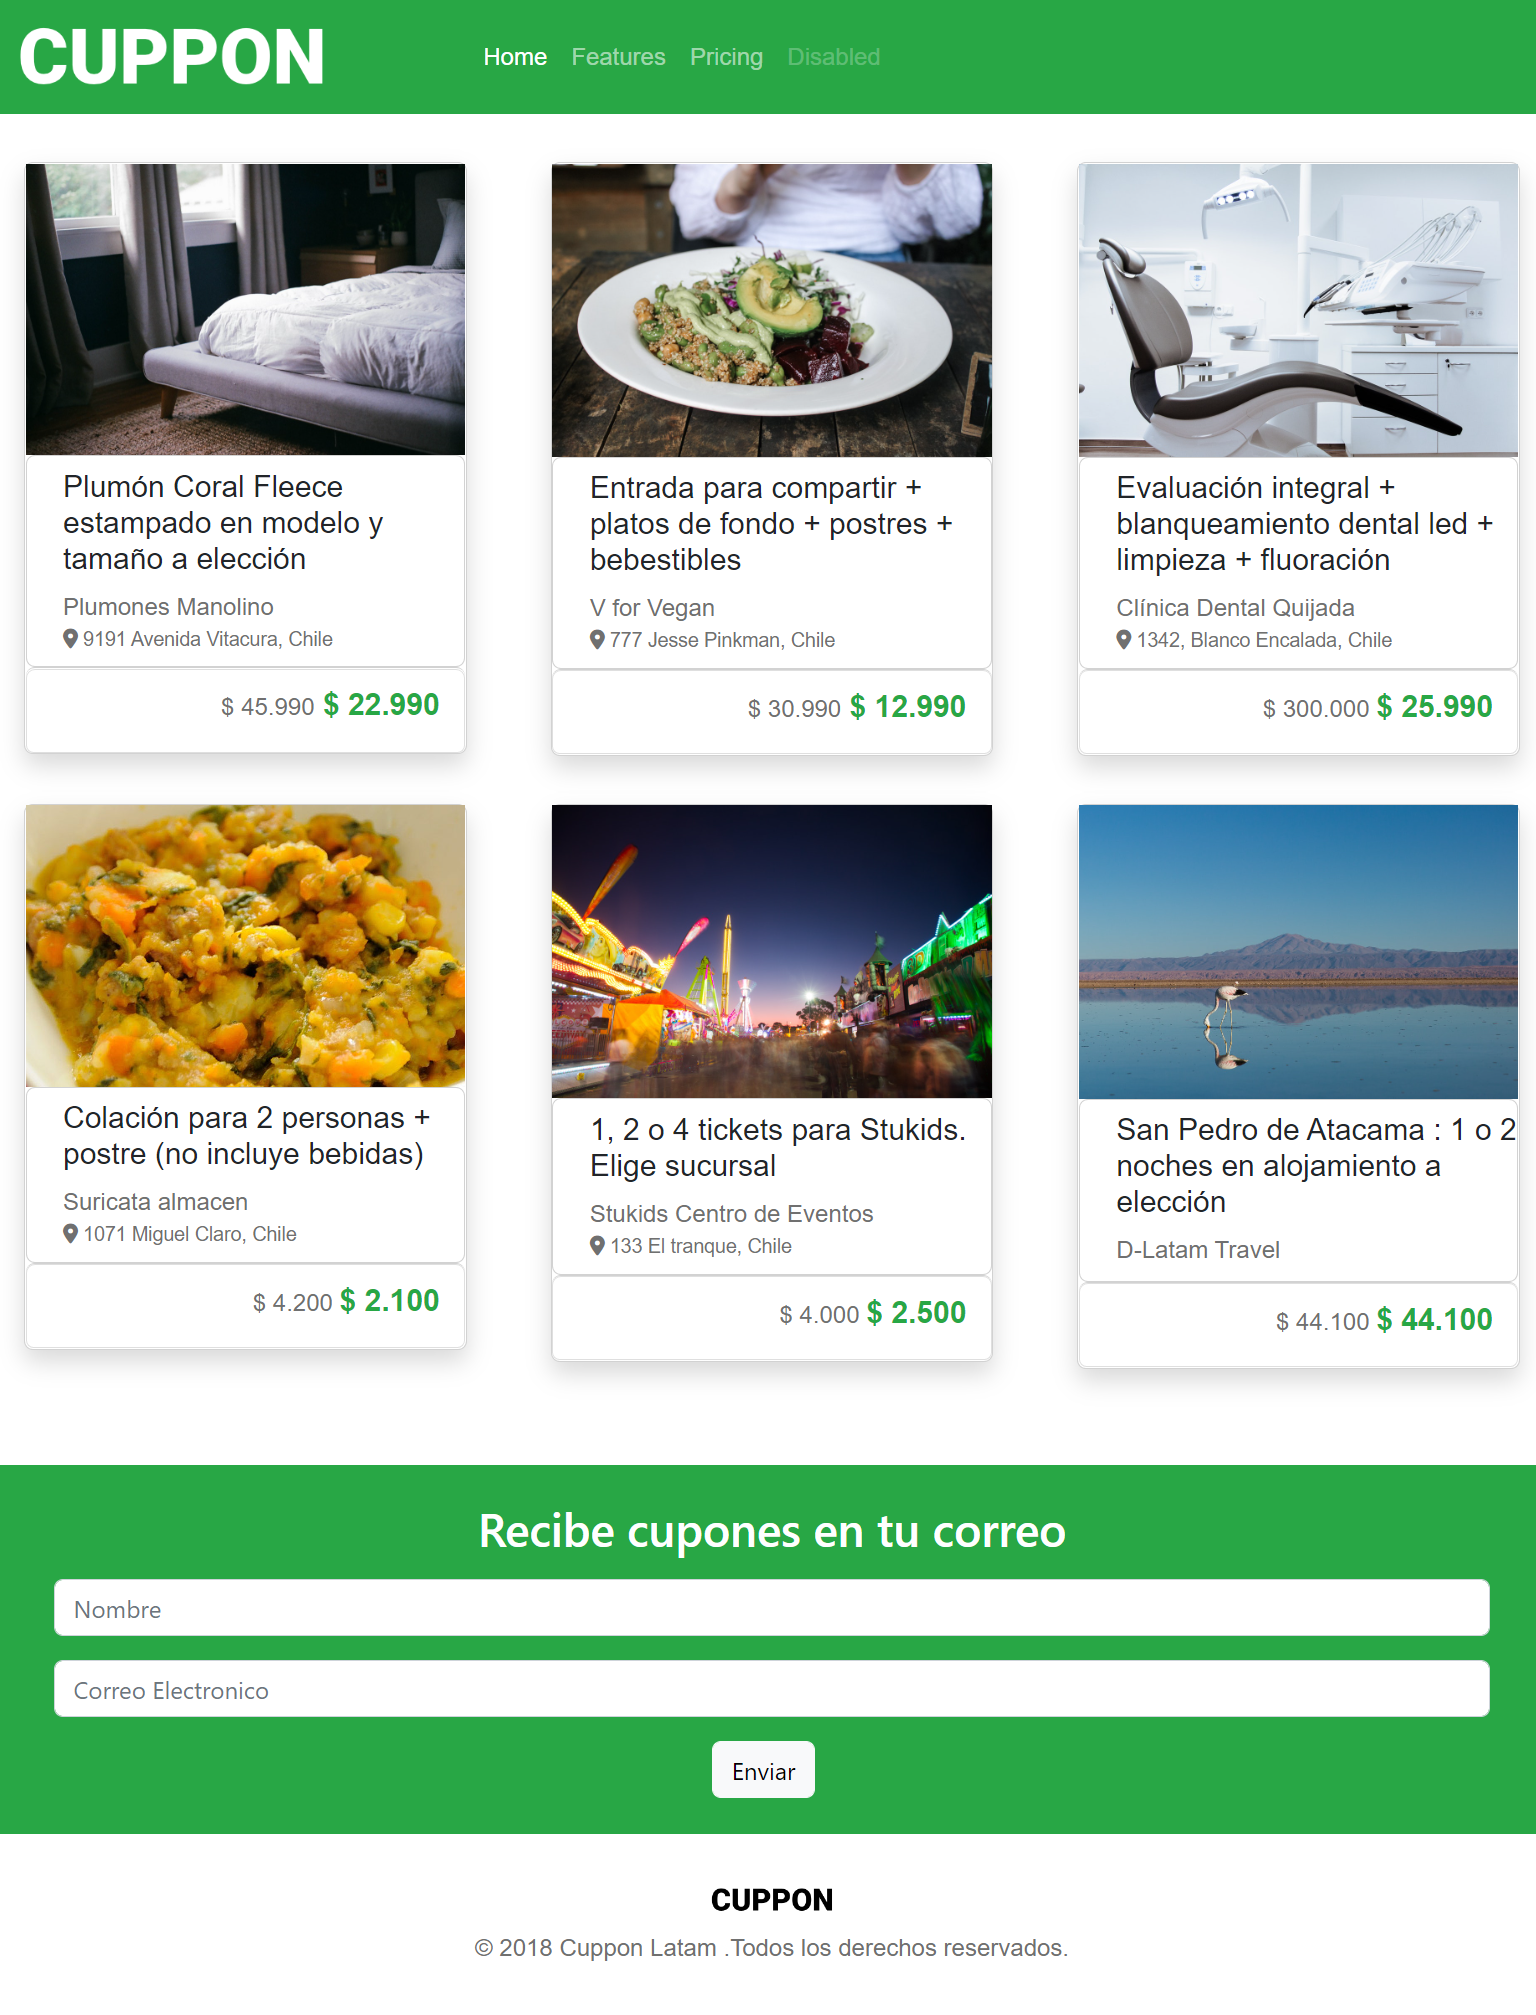 CUPPON
Home Features Pricing Disabled
Plumón Coral Fleece
estampado en modelo y
tamaño a elección
Plumones Manolino
9191 Avenida Vitacura, Chile
$ 45.990 $ 22.990
Entrada para compartir +
platos de fondo + postres +
bebestibles
V for Vegan
777 Jesse Pinkman, Chile
$ 30.990 $ 12.990
Evaluación integral +
blanqueamiento dental led +
limpieza + fluoración
Clínica Dental Quijada
1342, Blanco Encalada, Chile
$ 300.000 $ 25.990
Colación para 2 personas +
postre (no incluye bebidas)
Suricata almacen
1071 Miguel Claro, Chile
$ 4.200 $ 2.100
1, 2 o 4 tickets para Stukids.
Elige sucursal
Stukids Centro de Eventos
133 El tranque, Chile
$ 4.000 $ 2.500
San Pedro de Atacama : 1 o 2
noches en alojamiento a
elección
D-Latam Travel
$ 44.100 $ 44.100
Recibe cupones en tu correo
Nombre
Correo Electronico
Enviar
CUPPON
© 2018 Cuppon Latam .Todos los derechos reservados.